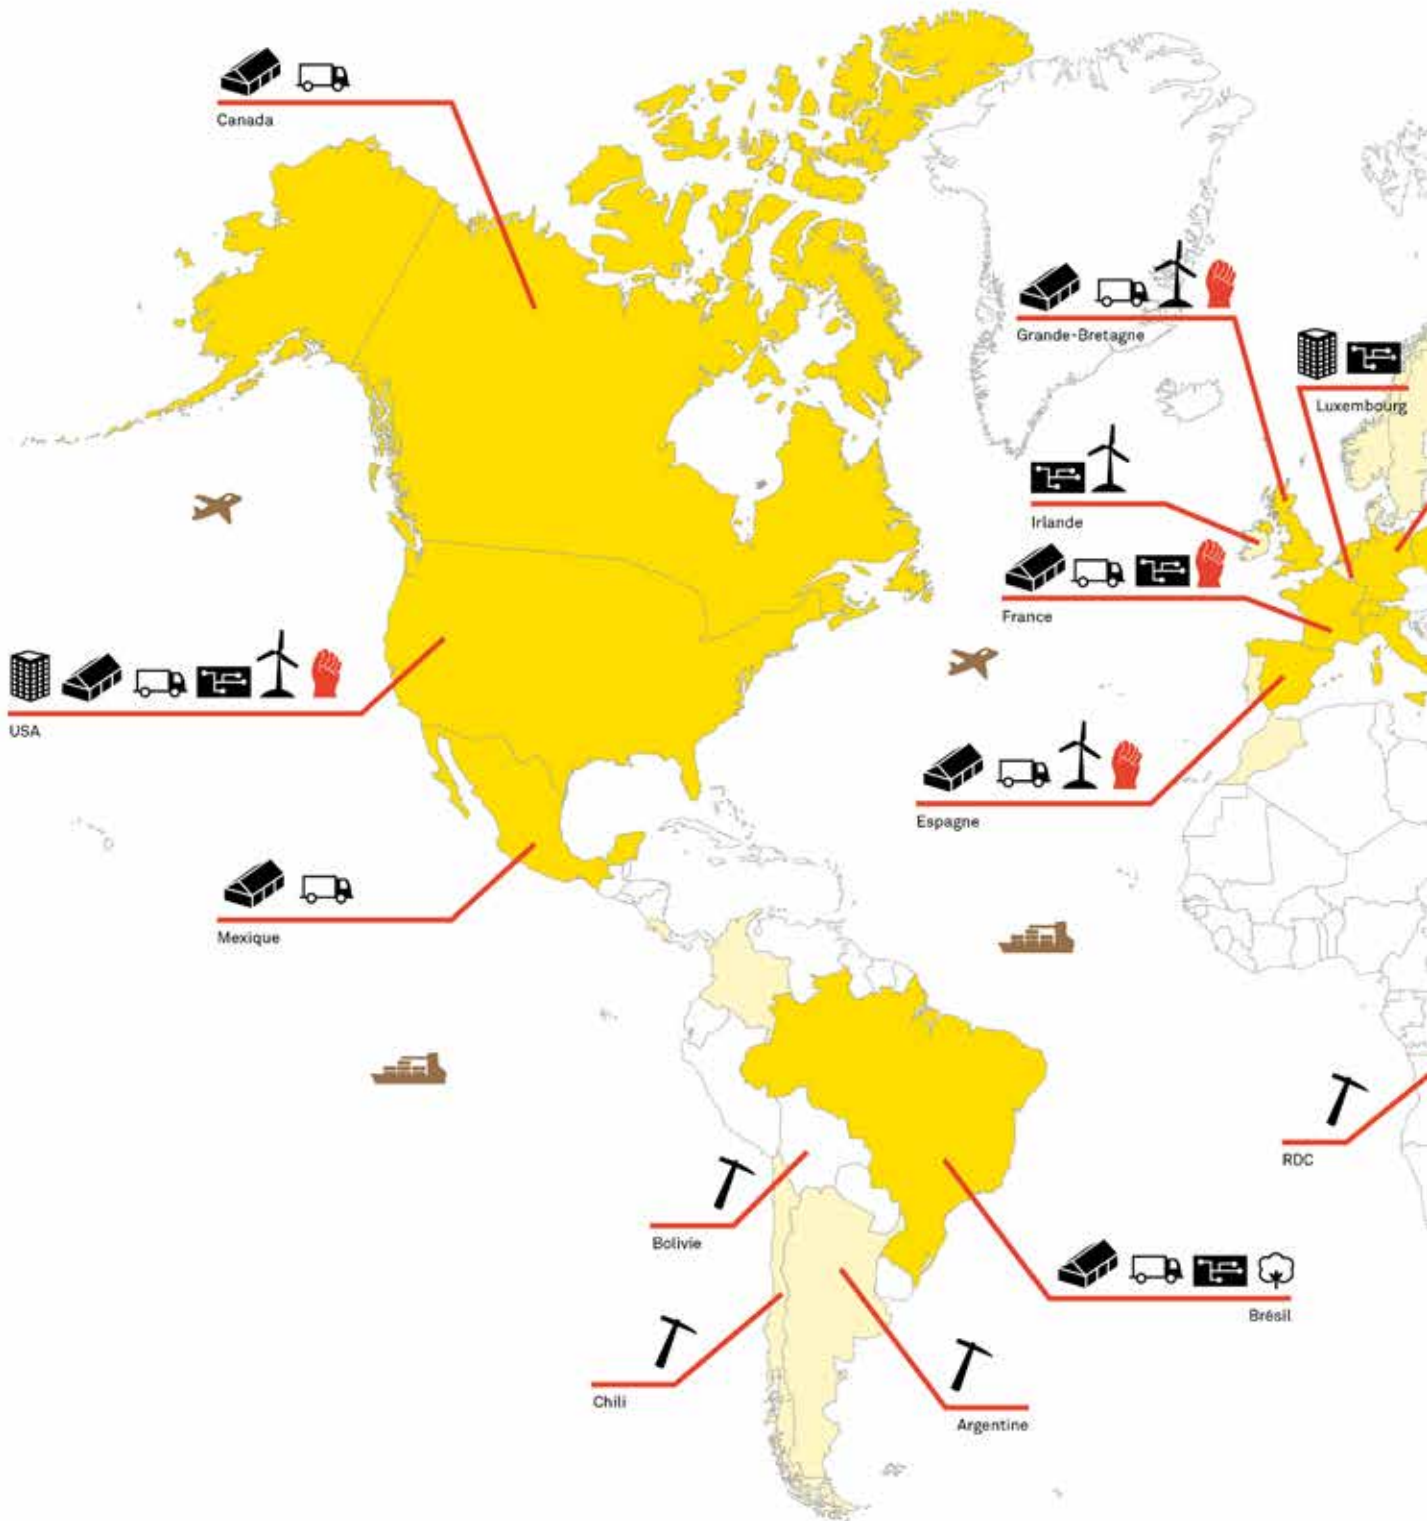 Canada
Grande-Bretagne
Luxembourg
Irlande
France
USA
Espagne
Mexique
RDC
Bolivie
Brésil
Chili
Argentine